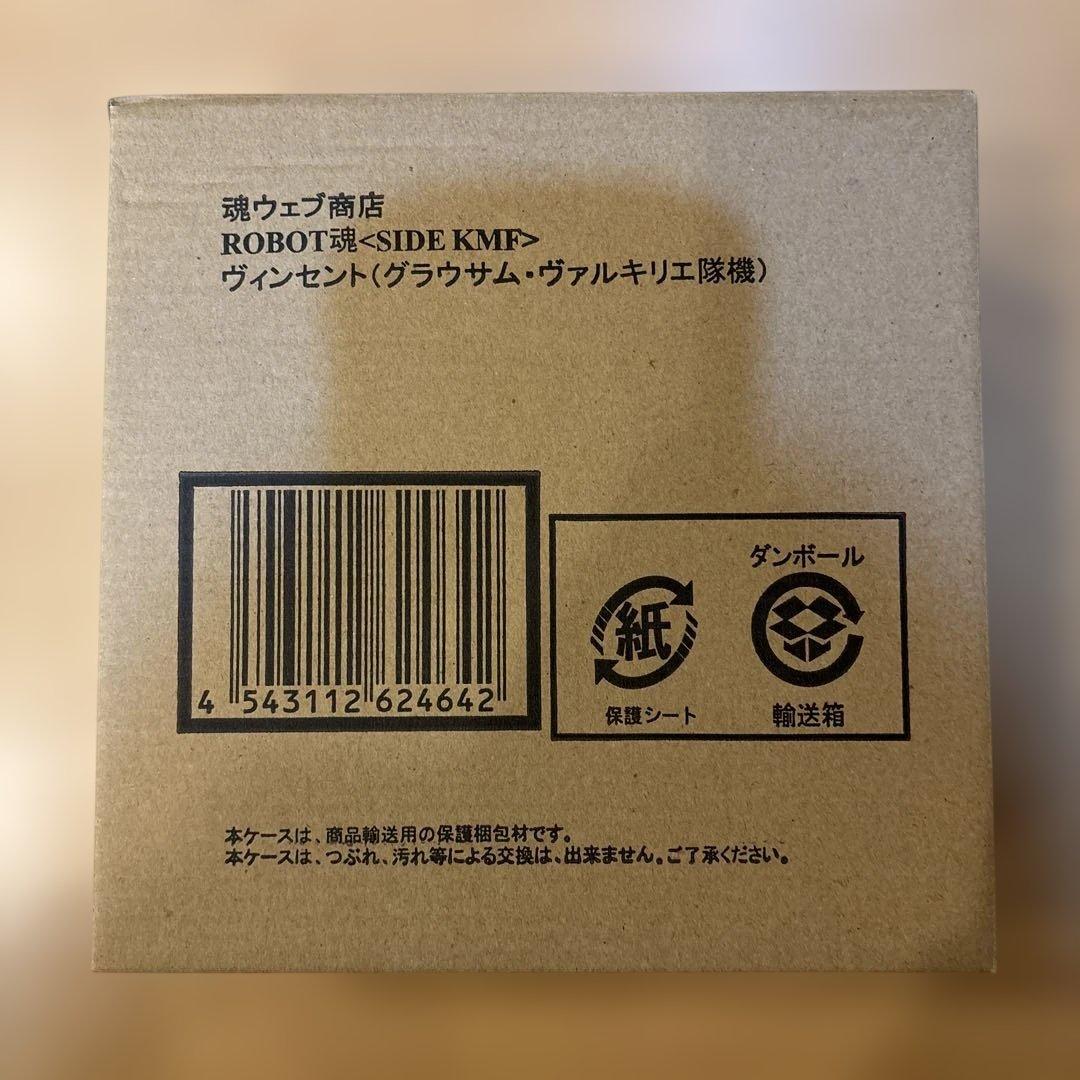 魂ウェブ商店
ROBOT魂<SIDE KMF>
ヴィンセント(グラウサム・ヴァルキリエ隊機)
4 543112 624642
ダンボール
紙
保護シート
輸送箱
本ケースは、商品輸送用の保護梱包材です。
本ケースは、つぶれ、汚れ等による交換は、出来ません。ご了承ください。